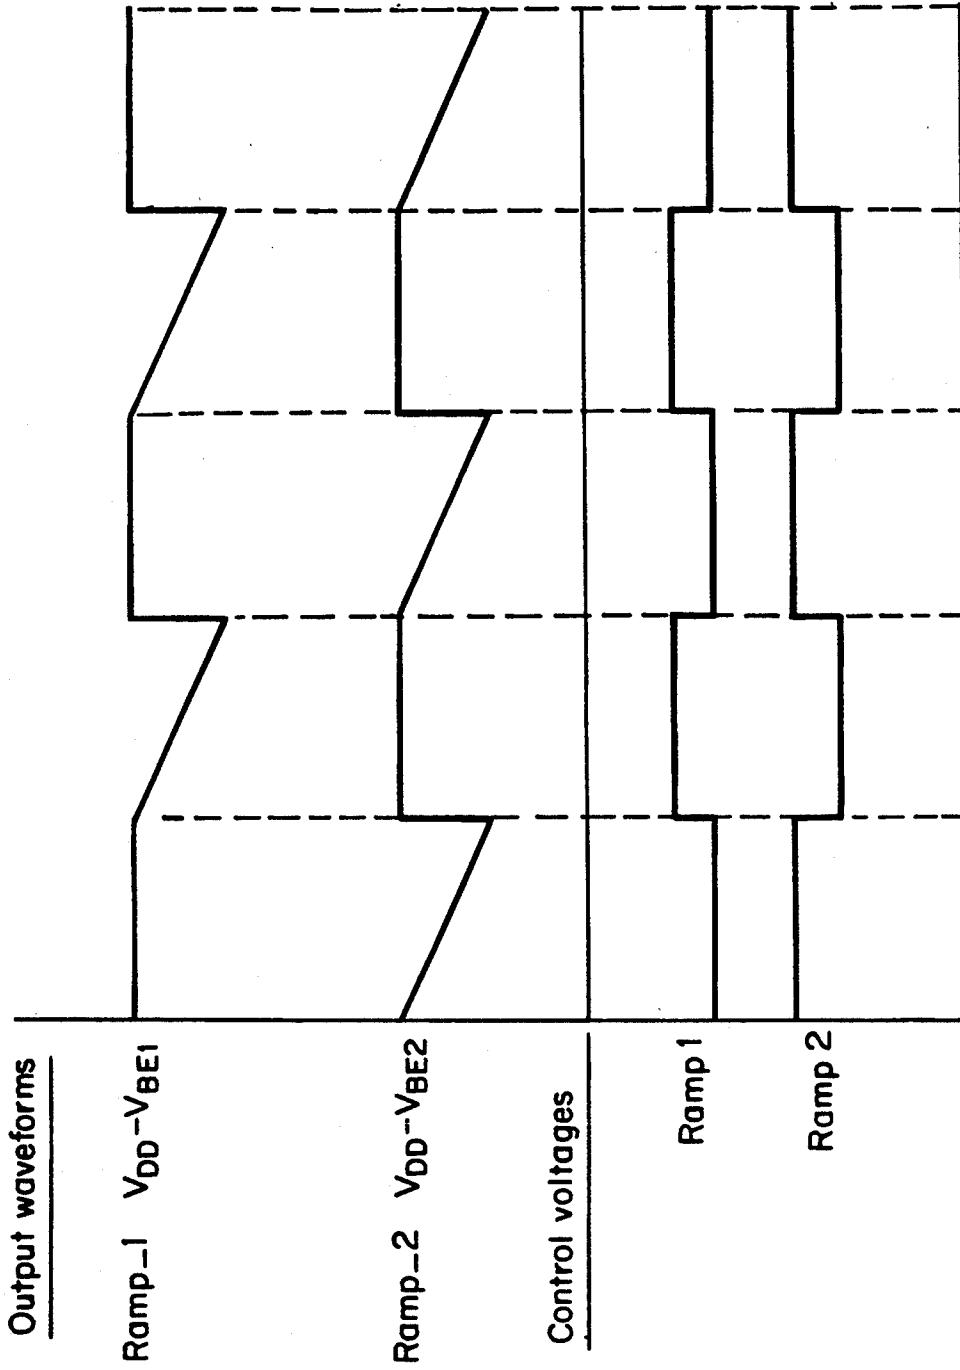 Output waveforms
Ramp_1 VDD-VBE1
Ramp_2 VDD-VBE2
Control voltages
Ramp 1
Ramp 2